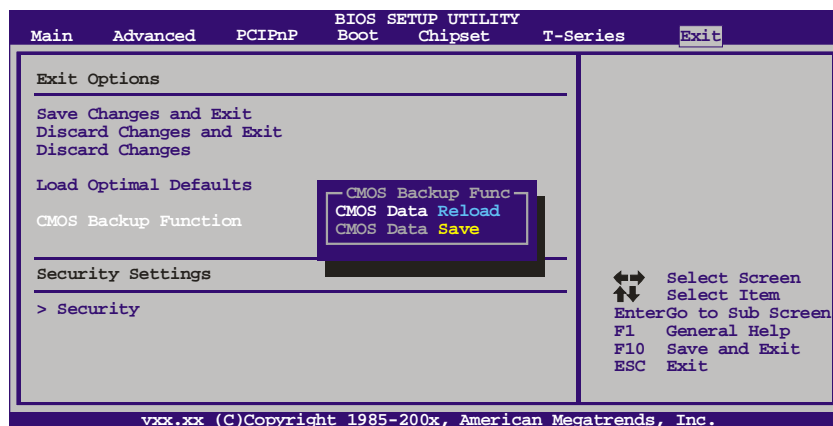 BIOS SETUP UTILITY
Main Advanced PCIPnP Boot Chipset T-Series Exit
Exit Options
Save Changes and Exit
Discard Changes and Exit
Discard Changes
Load Optimal Defaults
CMOS Backup Function
CMOS Backup Func
CMOS Data Reload
CMOS Data Save
Security Settings
> Security
Select Screen
Select Item
EnterGo to Sub Screen
F1 General Help
F10 Save and Exit
ESC Exit
vxx.xx (C)Copyright 1985-200x, American Megatrends, Inc.